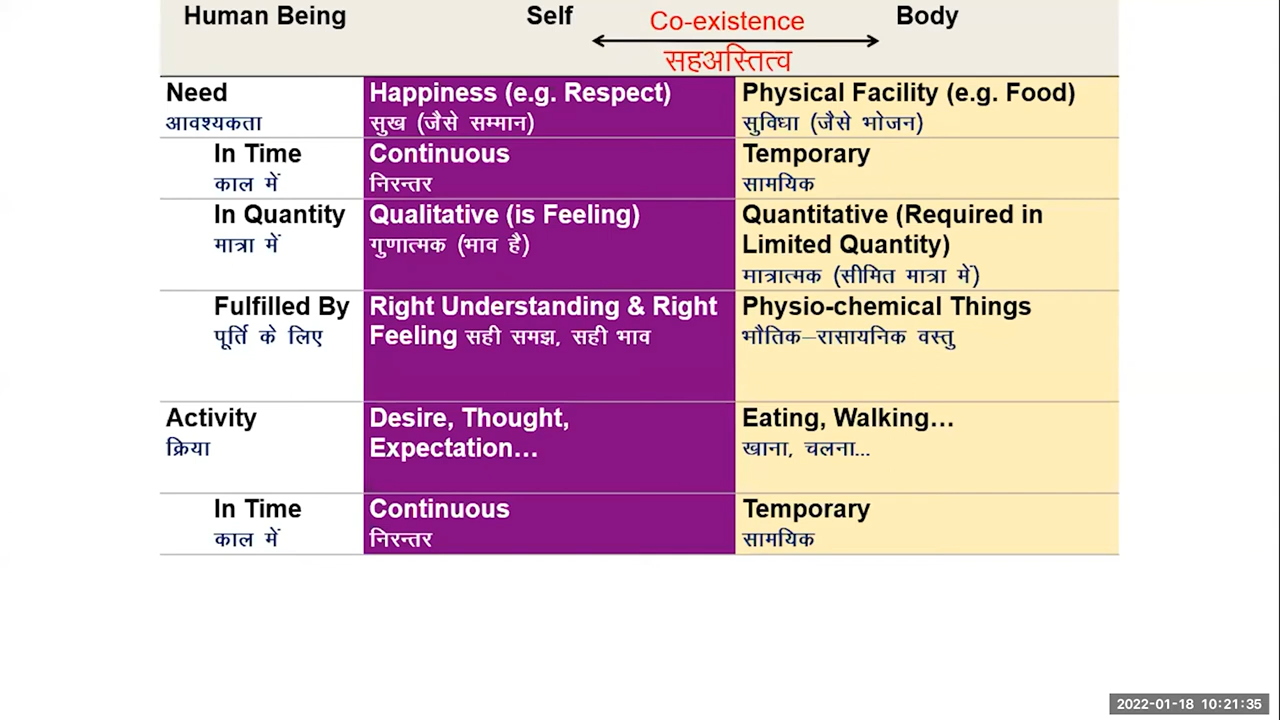 Human Being Self Co-existence Body
सहअस्तित्व
Need Happiness (e.g. Respect) Physical Facility (e.g. Food)
आवश्यकता सुख (जैसे सम्मान) सुविधा (जैसे भोजन)
In Time Continuous Temporary
काल में निरन्तर सामयिक
In Quantity Qualitative (is Feeling) Quantitative (Required in
मात्रा में गुणात्मक (भाव है) Limited Quantity)
मात्रात्मक (सीमित मात्रा में)
Fulfilled By Right Understanding & Right Physio-chemical Things
पूर्ति के लिए Feeling सही समझ, सही भाव भौतिक–रासायनिक वस्तु
Activity Desire, Thought, Eating, Walking…
क्रिया Expectation… खाना, चलना...
In Time Continuous Temporary
काल में निरन्तर सामयिक
2022-01-18 10:21:35